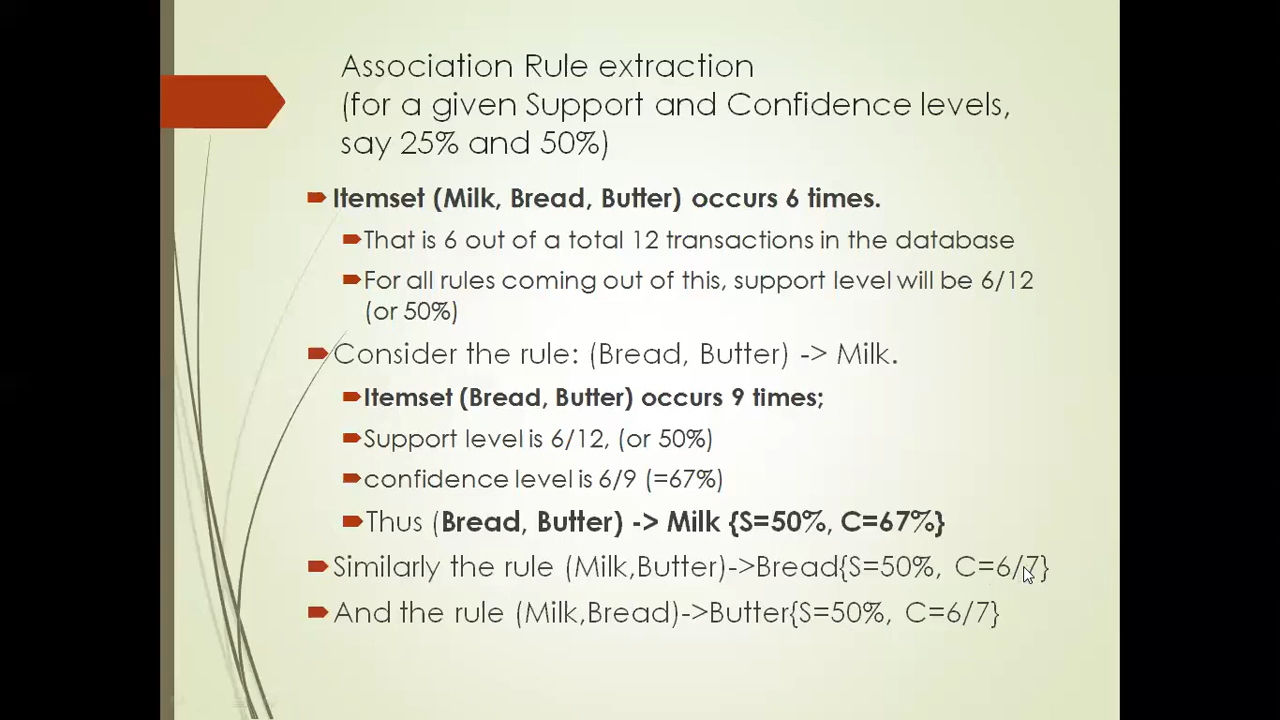 Association Rule extraction
(for a given Support and Confidence levels,
say 25% and 50%)
Itemset (Milk, Bread, Butter) occurs 6 times.
That is 6 out of a total 12 transactions in the database
For all rules coming out of this, support level will be 6/12
(or 50%)
Consider the rule: (Bread, Butter) -> Milk.
Itemset (Bread, Butter) occurs 9 times;
Support level is 6/12, (or 50%)
confidence level is 6/9 (=67%)
Thus (Bread, Butter) -> Milk {S=50%, C=67%}
Similarly the rule (Milk,Butter)->Bread{S=50%, C=6/7}
And the rule (Milk,Bread)->Butter{S=50%, C=6/7}